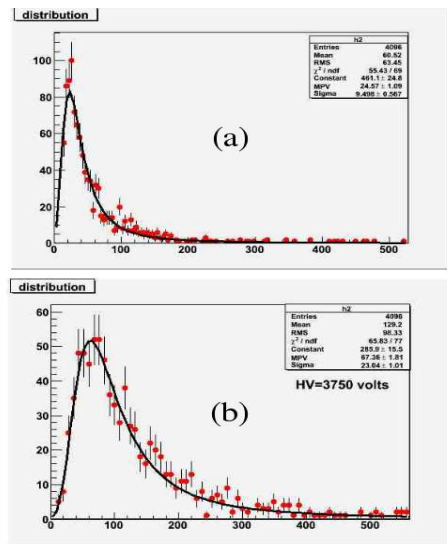 distribution
h2
Entries 4096
Mean 60.52
RMS 63.45
χ² / ndf 55.43 / 69
Constant 461.1 ± 24.8
MPV 24.57 ± 1.09
Sigma 9.498 ± 0.567
100
80
60
40
20
0
(a)
0 100 200 300 400 500
distribution
h2
Entries 4096
Mean 129.2
RMS 98.33
χ² / ndf 65.83 / 77
Constant 285.9 ± 15.5
MPV 67.36 ± 1.81
Sigma 23.04 ± 1.01
HV=3750 volts
60
50
40
30
20
10
0
(b)
0 100 200 300 400 500